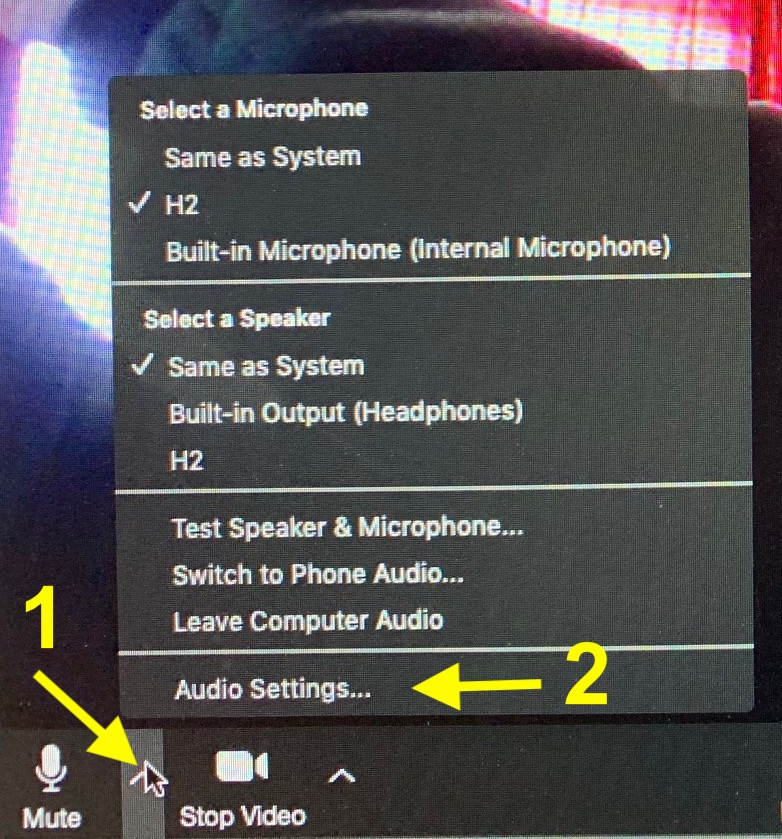 Select a Microphone
Same as System
H2
Built-in Microphone (Internal Microphone)
Select a Speaker
Same as System
Built-in Output (Headphones)
H2
Test Speaker & Microphone...
Switch to Phone Audio...
Leave Computer Audio
1
Audio Settings...
2
Mute
Stop Video